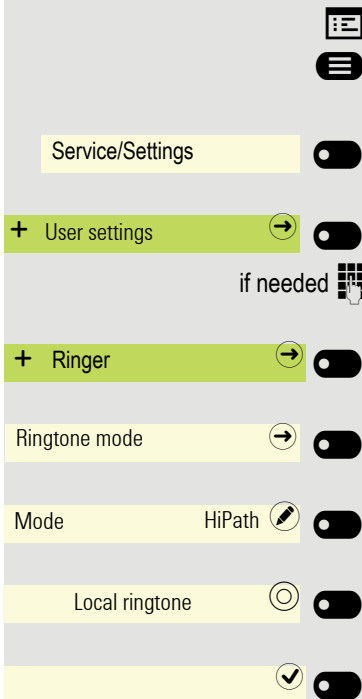 Service/Settings
+ User settings
if needed
+ Ringer
Ringtone mode
Mode HiPath
Local ringtone